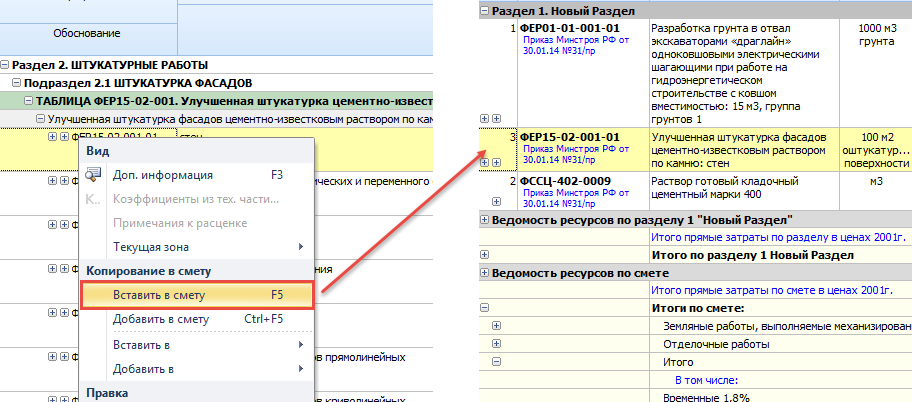 Обоснование
Раздел 2. ШТУКАТУРНЫЕ РАБОТЫ
Подраздел 2.1 ШТУКАТУРКА ФАСАДОВ
ТАБЛИЦА ФЕР15-02-001. Улучшенная штукатурка цементно-извест
Улучшенная штукатурка фасадов цементно-известковым раствором по кам
ФЕР15-02-001-01 стен
Вид
Доп. информация F3
ических и переменного
К.. Коэффициенты из тех. части...
Примечания к расценке
Текущая зона
ния
Копирование в смету
Вставить в смету F5
Добавить в смету Ctrl+F5
Вставить в
ов прямолинейных
Добавить в
Правка
ов криволинейных
Раздел 1. Новый Раздел
1 ФЕР01-01-001-01 Разработка грунта в отвал 1000 м3
Приказ Минстроя РФ от экскаваторами «драглайн» грунта
30.01.14 №31/пр одноковшовыми электрическими
шагающими при работе на
гидроэнергетическом
строительстве с ковшом
вместимостью: 15 м3, группа
грунтов 1
3 ФЕР15-02-001-01 Улучшенная штукатурка фасадов 100 м2
Приказ Минстроя РФ от цементно-известковым раствором оштукатур...
30.01.14 №31/пр по камню: стен поверхности
2 ФССЦ-402-0009 Раствор готовый кладочный м3
Приказ Минстроя РФ от цементный марки 400
30.01.14 №31/пр
Ведомость ресурсов по разделу 1 "Новый Раздел"
Итого прямые затраты по разделу в ценах 2001г.
Итого по разделу 1 Новый Раздел
Ведомость ресурсов по смете
Итого прямые затраты по смете в ценах 2001г.
Итоги по смете:
Земляные работы, выполняемые механизирован
Отделочные работы
Итого
В том числе:
Временные 1,8%